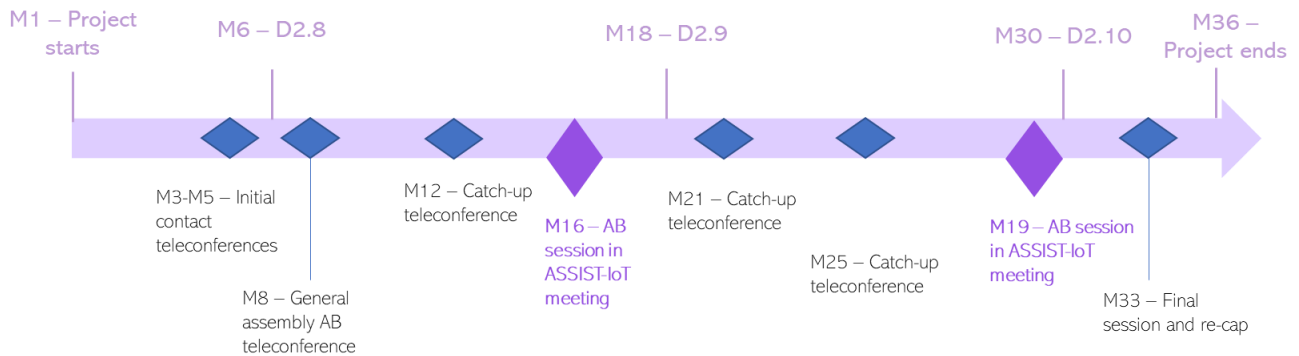 M1 – Project
starts
M6 – D2.8
M18 – D2.9
M30 – D2.10
M36 –
Project ends
M3-M5 – Initial
contact
teleconferences
M8 – General
assembly AB
teleconference
M12 – Catch-up
teleconference
M16 – AB
session in
ASSIST-IoT
meeting
M21 – Catch-up
teleconference
M25 – Catch-up
teleconference
M19 – AB session
in ASSIST-IoT
meeting
M33 – Final
session and re-cap